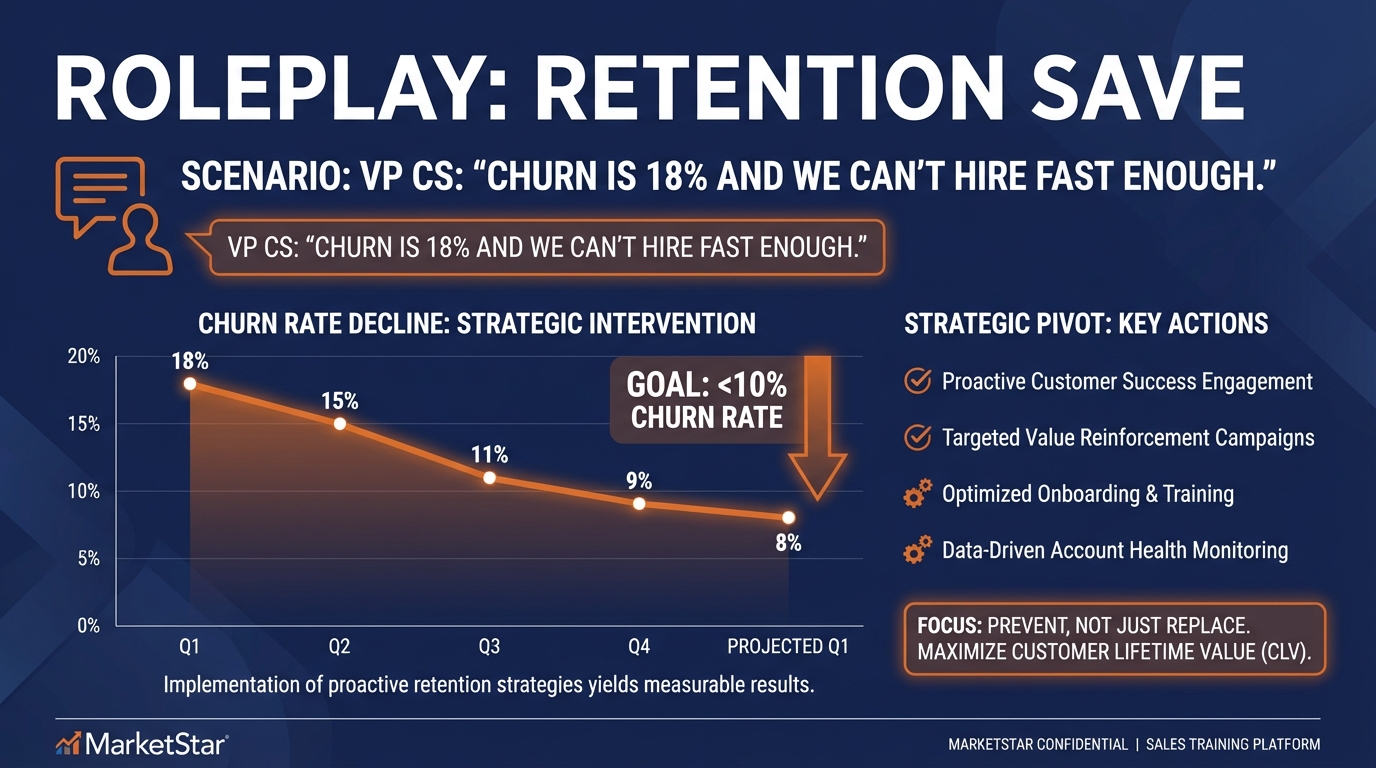 ROLEPLAY: RETENTION SAVE
SCENARIO: VP CS: “CHURN IS 18% AND WE CAN’T HIRE FAST ENOUGH.”
VP CS: “CHURN IS 18% AND WE CAN’T HIRE FAST ENOUGH.”
CHURN RATE DECLINE: STRATEGIC INTERVENTION
20%
15%
10%
5%
0%
18%
15%
11%
9%
8%
GOAL: <10%
CHURN RATE
Q1
Q2
Q3
Q4
PROJECTED Q1
Implementation of proactive retention strategies yields measurable results.
STRATEGIC PIVOT: KEY ACTIONS
Proactive Customer Success Engagement
Targeted Value Reinforcement Campaigns
Optimized Onboarding & Training
Data-Driven Account Health Monitoring
FOCUS: PREVENT, NOT JUST REPLACE.
MAXIMIZE CUSTOMER LIFETIME VALUE (CLV).
MarketStar
MARKETSTAR CONFIDENTIAL | SALES TRAINING PLATFORM